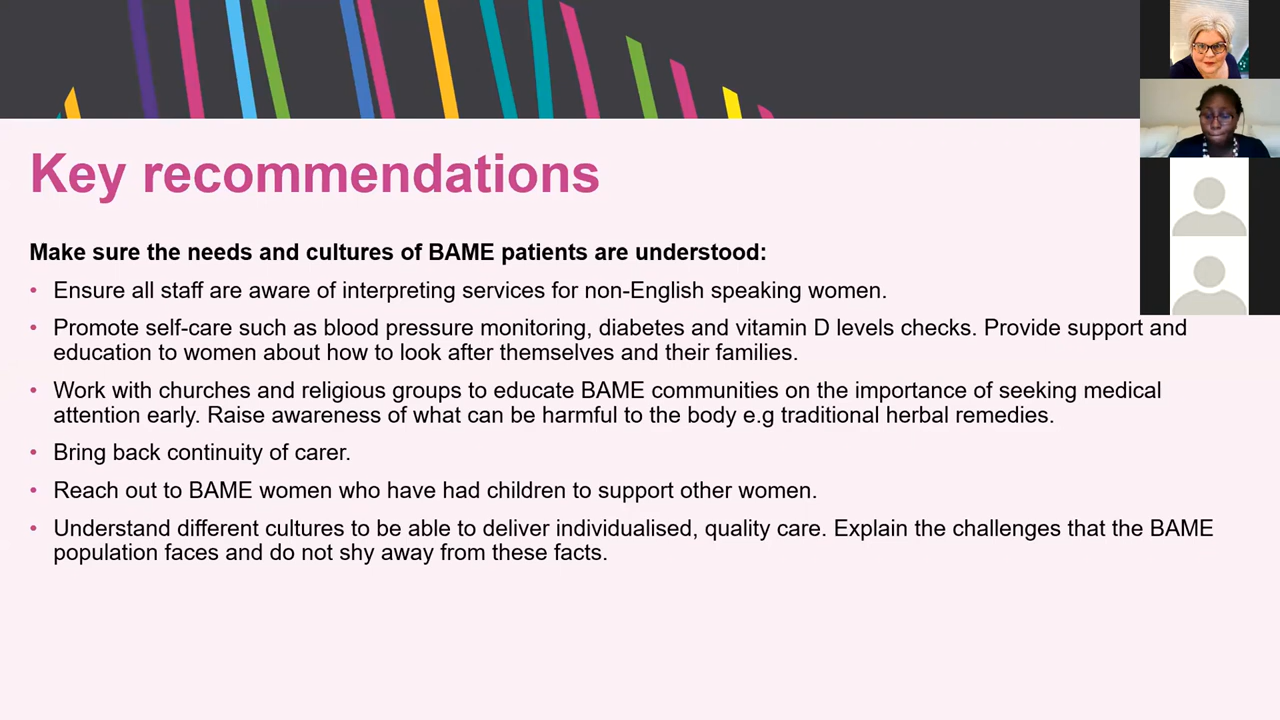 Key recommendations
Make sure the needs and cultures of BAME patients are understood:
• Ensure all staff are aware of interpreting services for non-English speaking women.
• Promote self-care such as blood pressure monitoring, diabetes and vitamin D levels checks. Provide support and
education to women about how to look after themselves and their families.
• Work with churches and religious groups to educate BAME communities on the importance of seeking medical
attention early. Raise awareness of what can be harmful to the body e.g traditional herbal remedies.
• Bring back continuity of carer.
• Reach out to BAME women who have had children to support other women.
• Understand different cultures to be able to deliver individualised, quality care. Explain the challenges that the BAME
population faces and do not shy away from these facts.